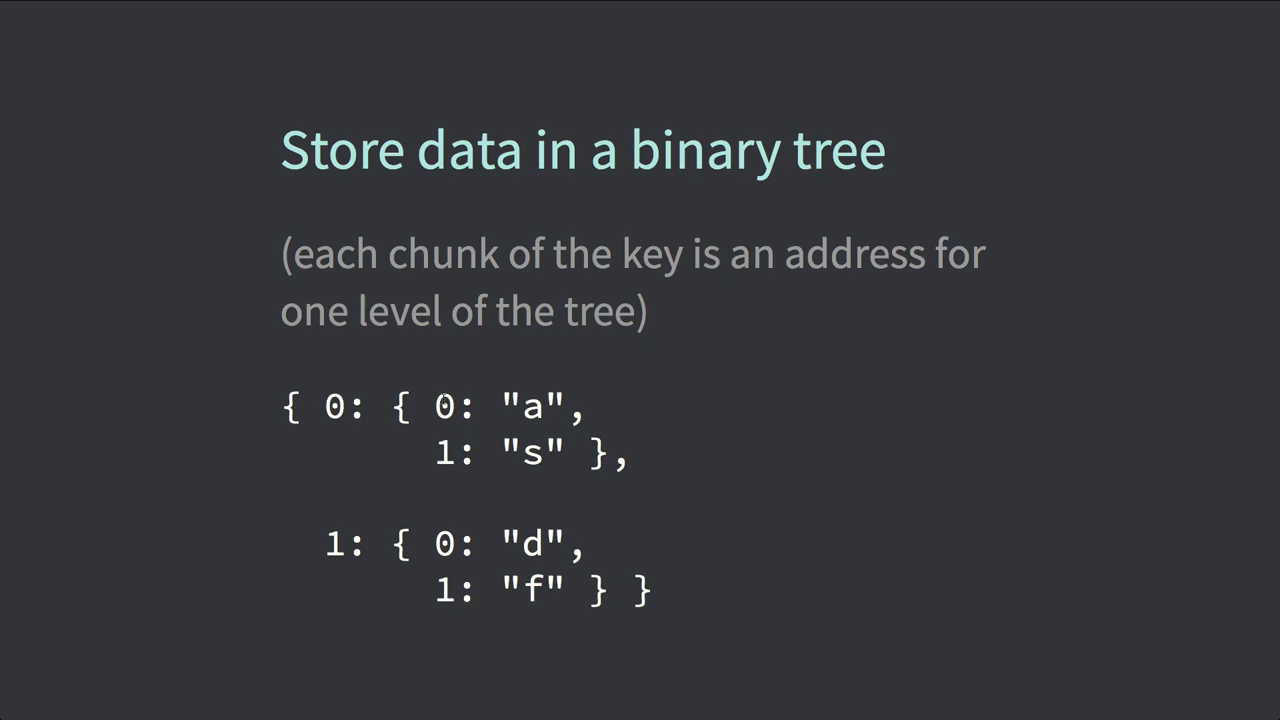 Store data in a binary tree
(each chunk of the key is an address for
one level of the tree)
{ 0: { 0: "a",
1: "s" },
1: { 0: "d",
1: "f" } }